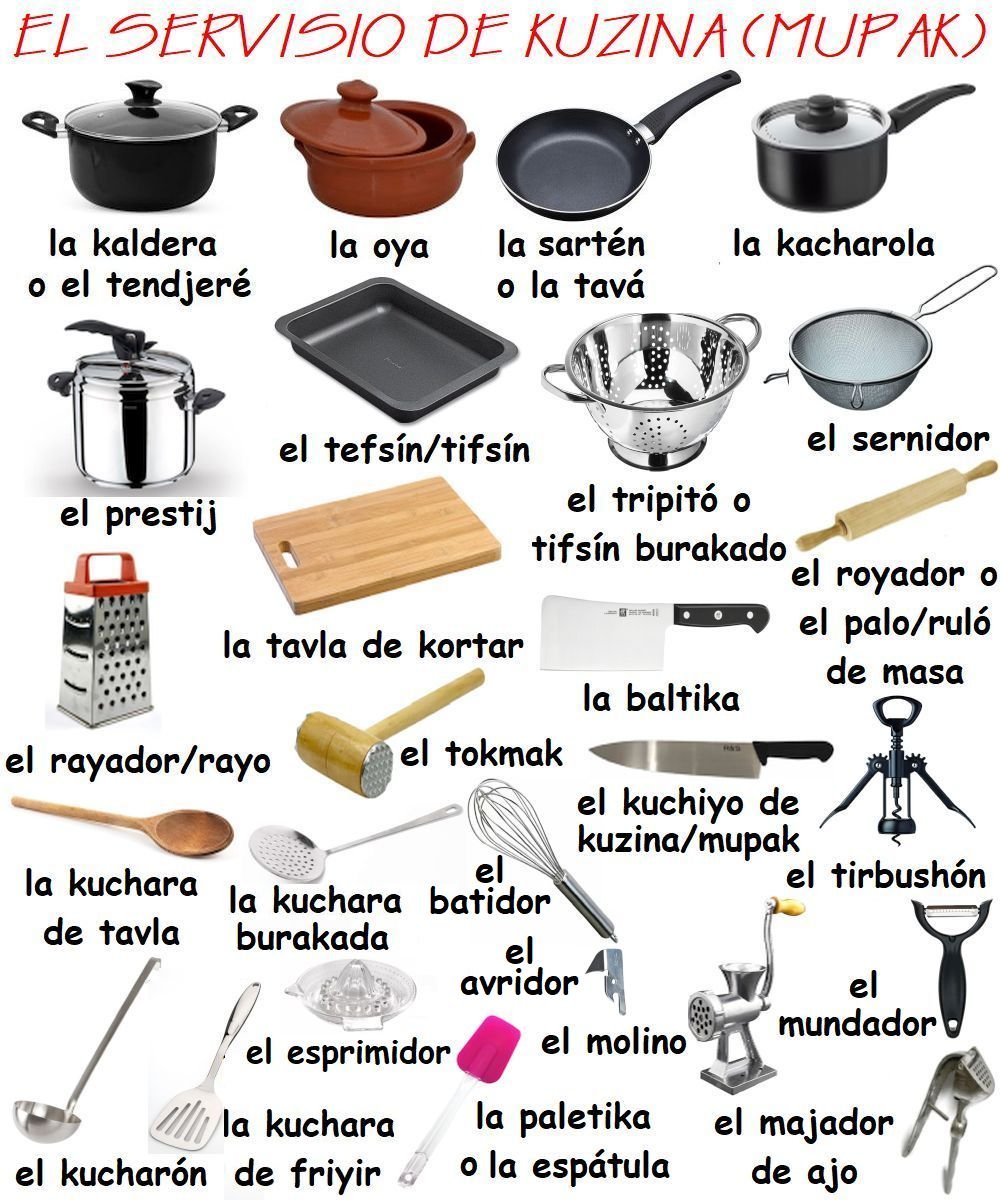 EL SERVISIO DE KUZINA (MUPAK)
la kaldera
o el tendjeré
la oya
la sartén
o la tavá
la kacharola
el prestij
el tefsín/tifsín
el tripitó o
tifsín burakado
el sernidor
el royador o
el palo/ruló
de masa
la tavla de kortar
la baltika
el rayador/rayo
el tokmak
el kuchiyo de
kuzina/mupak
el tirbushón
la kuchara
de tavla
la kuchara
burakada
el
batidor
el
avridor
el
mundador
el esprimidor
el molino
el kucharón
la kuchara
de friyir
la paletika
o la espátula
el majador
de ajo